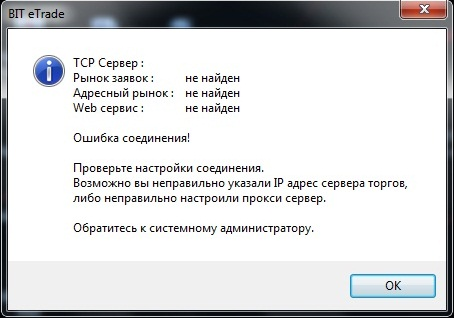 BIT eTrade
TCP Сервер :
Рынок заявок : не найден
Адресный рынок : не найден
Web сервис : не найден
Ошибка соединения!
Проверьте настройки соединения.
Возможно вы неправильно указали IP адрес сервера торгов,
либо неправильно настроили прокси сервер.
Обратитесь к системному администратору.
OK